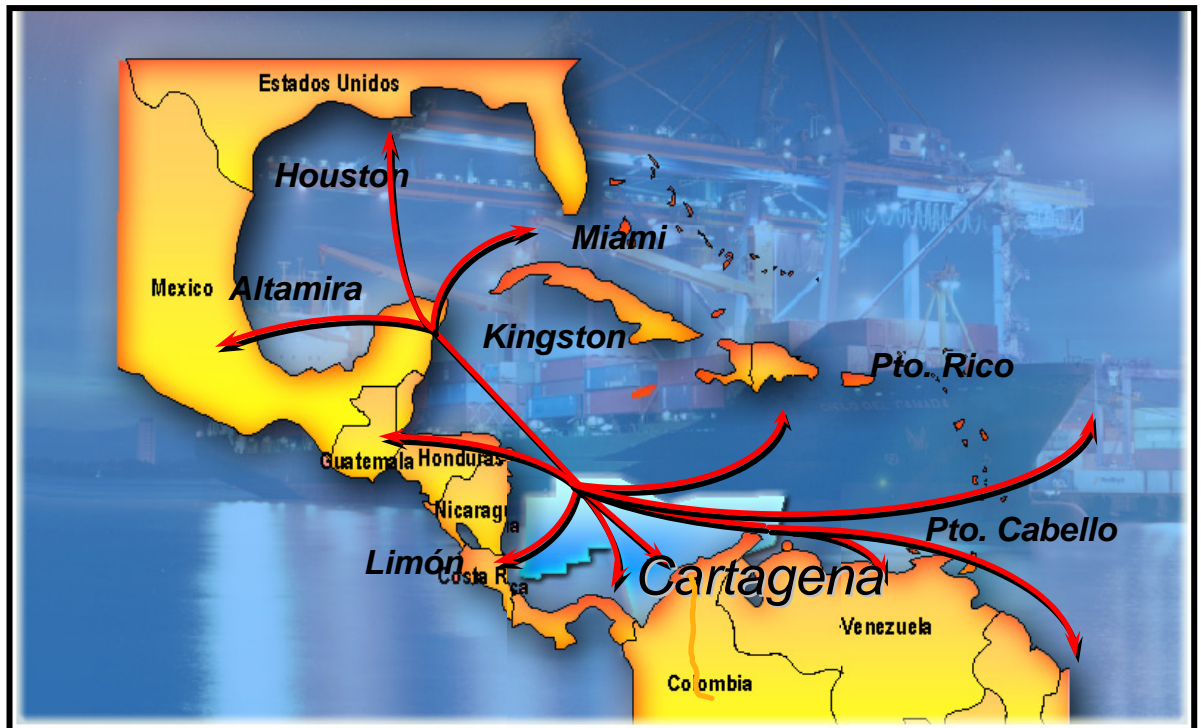 Estados Unidos
Houston
Miami
Mexico
Altamira
Kingston
Pto. Rico
Guatemala
Honduras
Nicaragua
Pto. Cabello
Limón
Costa Rica
Cartagena
Venezuela
Colombia